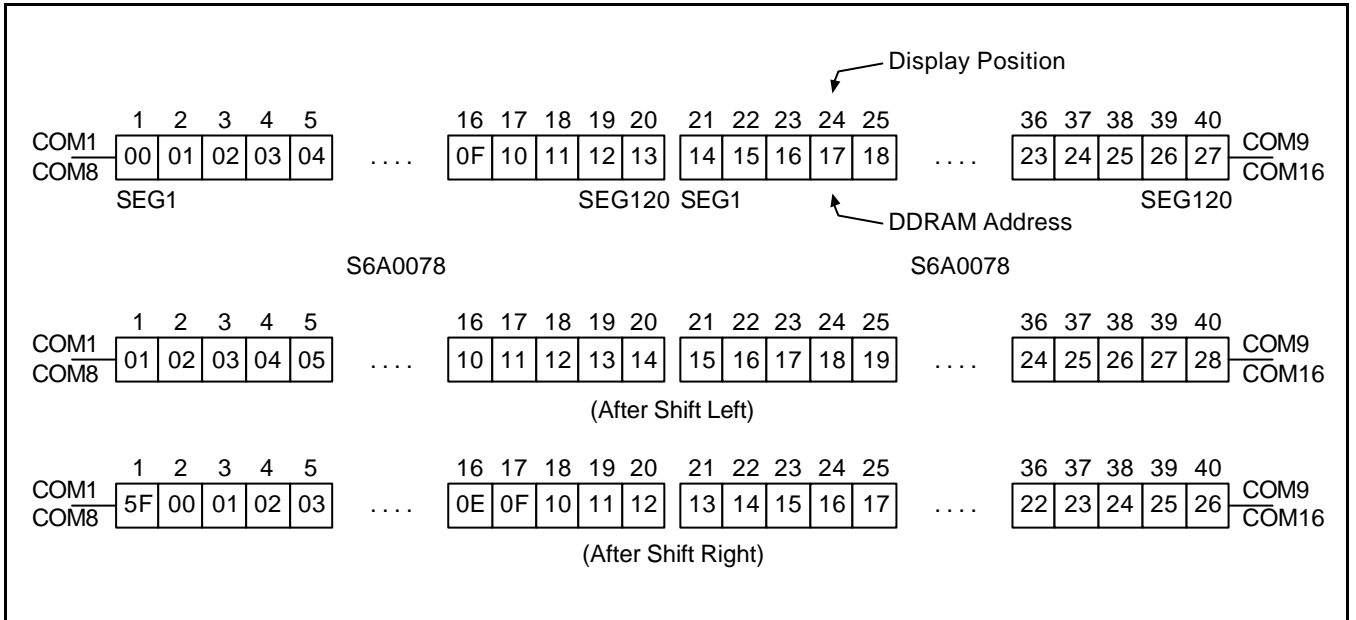 Display Position
1 2 3 4 5 16 17 18 19 20 21 22 23 24 25 36 37 38 39 40
COM1 COM9
00 01 02 03 04 .... 0F 10 11 12 13 14 15 16 17 18 .... 23 24 25 26 27
COM8 COM16
SEG1 SEG120 SEG1 SEG120
DDRAM Address
S6A0078 S6A0078
1 2 3 4 5 16 17 18 19 20 21 22 23 24 25 36 37 38 39 40
COM1 COM9
01 02 03 04 05 .... 10 11 12 13 14 15 16 17 18 19 .... 24 25 26 27 28
COM8 COM16
(After Shift Left)
1 2 3 4 5 16 17 18 19 20 21 22 23 24 25 36 37 38 39 40
COM1 COM9
5F 00 01 02 03 .... 0E 0F 10 11 12 13 14 15 16 17 .... 22 23 24 25 26
COM8 COM16
(After Shift Right)